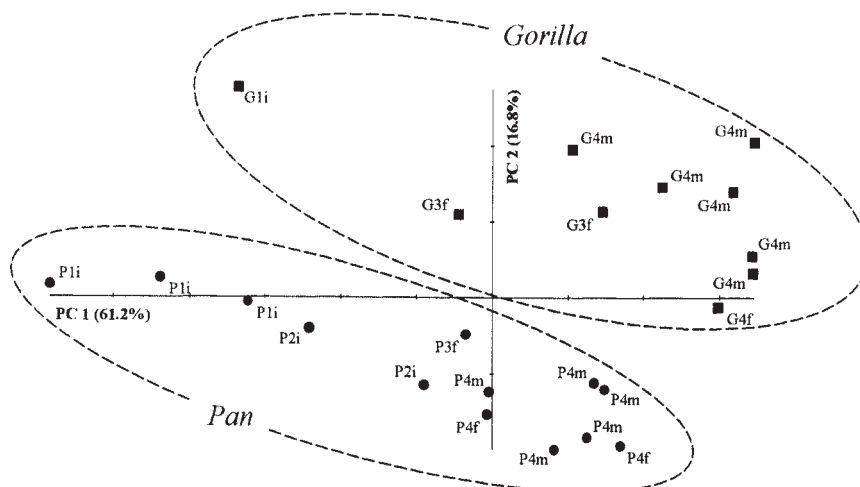 Gorilla
G1i
PC 2 (16.8%)
G4m
G4m
G4m
G4m
G3f
G3f
G4m
G4m
G4f
P1i
P1i
P1i
PC 1 (61.2%)
P2i
P3f
P2i
P4m
P4m
P4m
Pan
P4f
P4m
P4m
P4f